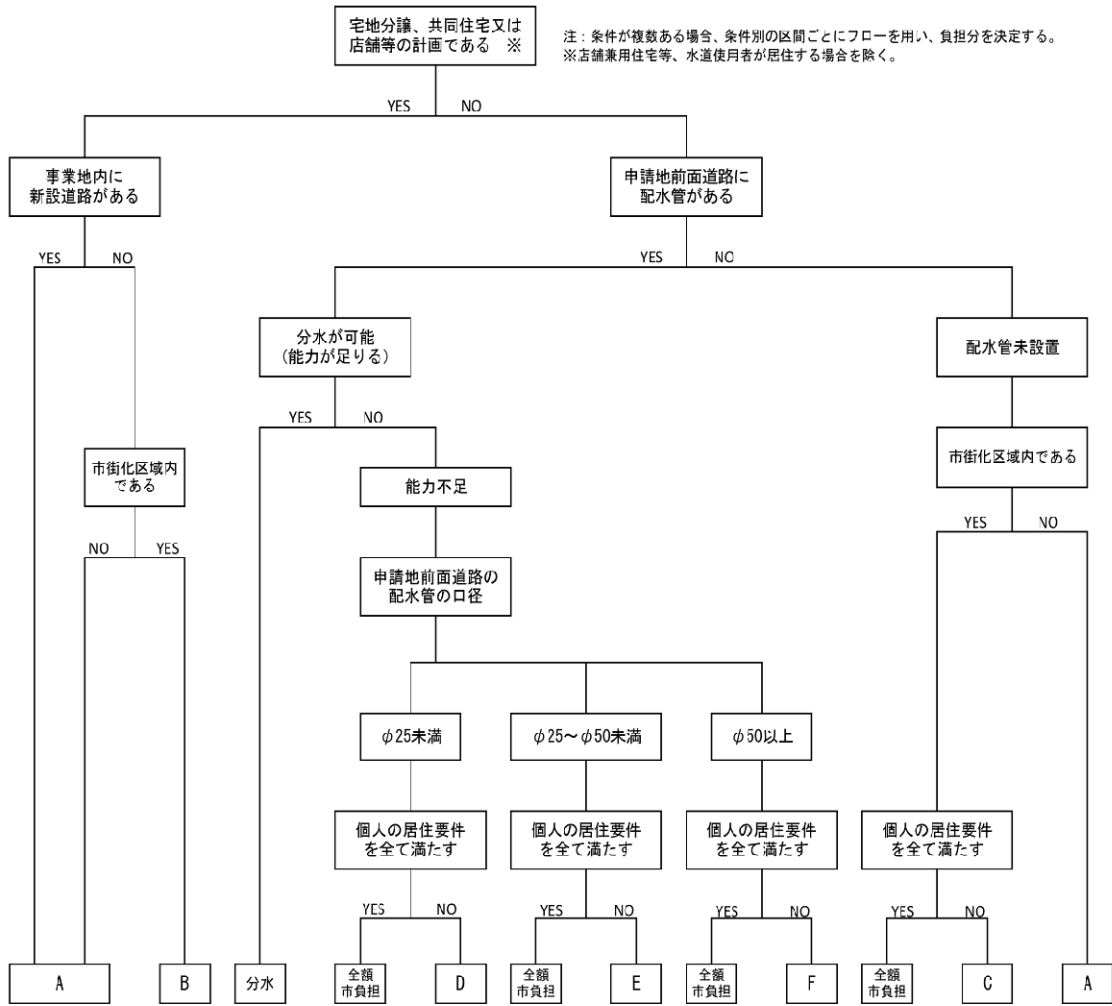 宅地分譲、共同住宅又は
店舗等の計画である ※
注：条件が複数ある場合、条件別の区間ごとにフローを用い、負担分を決定する。
※店舗兼用住宅等、水道使用者が居住する場合を除く。
YES NO
事業地内に
新設道路がある
申請地前面道路に
配水管がある
YES NO
YES NO
分水が可能
(能力が足りる)
配水管未設置
YES NO
市街化区域内
である
能力不足
市街化区域内である
YES NO
NO YES
申請地前面道路の
配水管の口径
φ25未満
φ25～φ50未満
φ50以上
個人の居住要件
を全て満たす
個人の居住要件
を全て満たす
個人の居住要件
を全て満たす
個人の居住要件
を全て満たす
YES NO
YES NO
YES NO
YES NO
A
B
分水
全額
市負担
D
全額
市負担
E
全額
市負担
F
全額
市負担
C
A